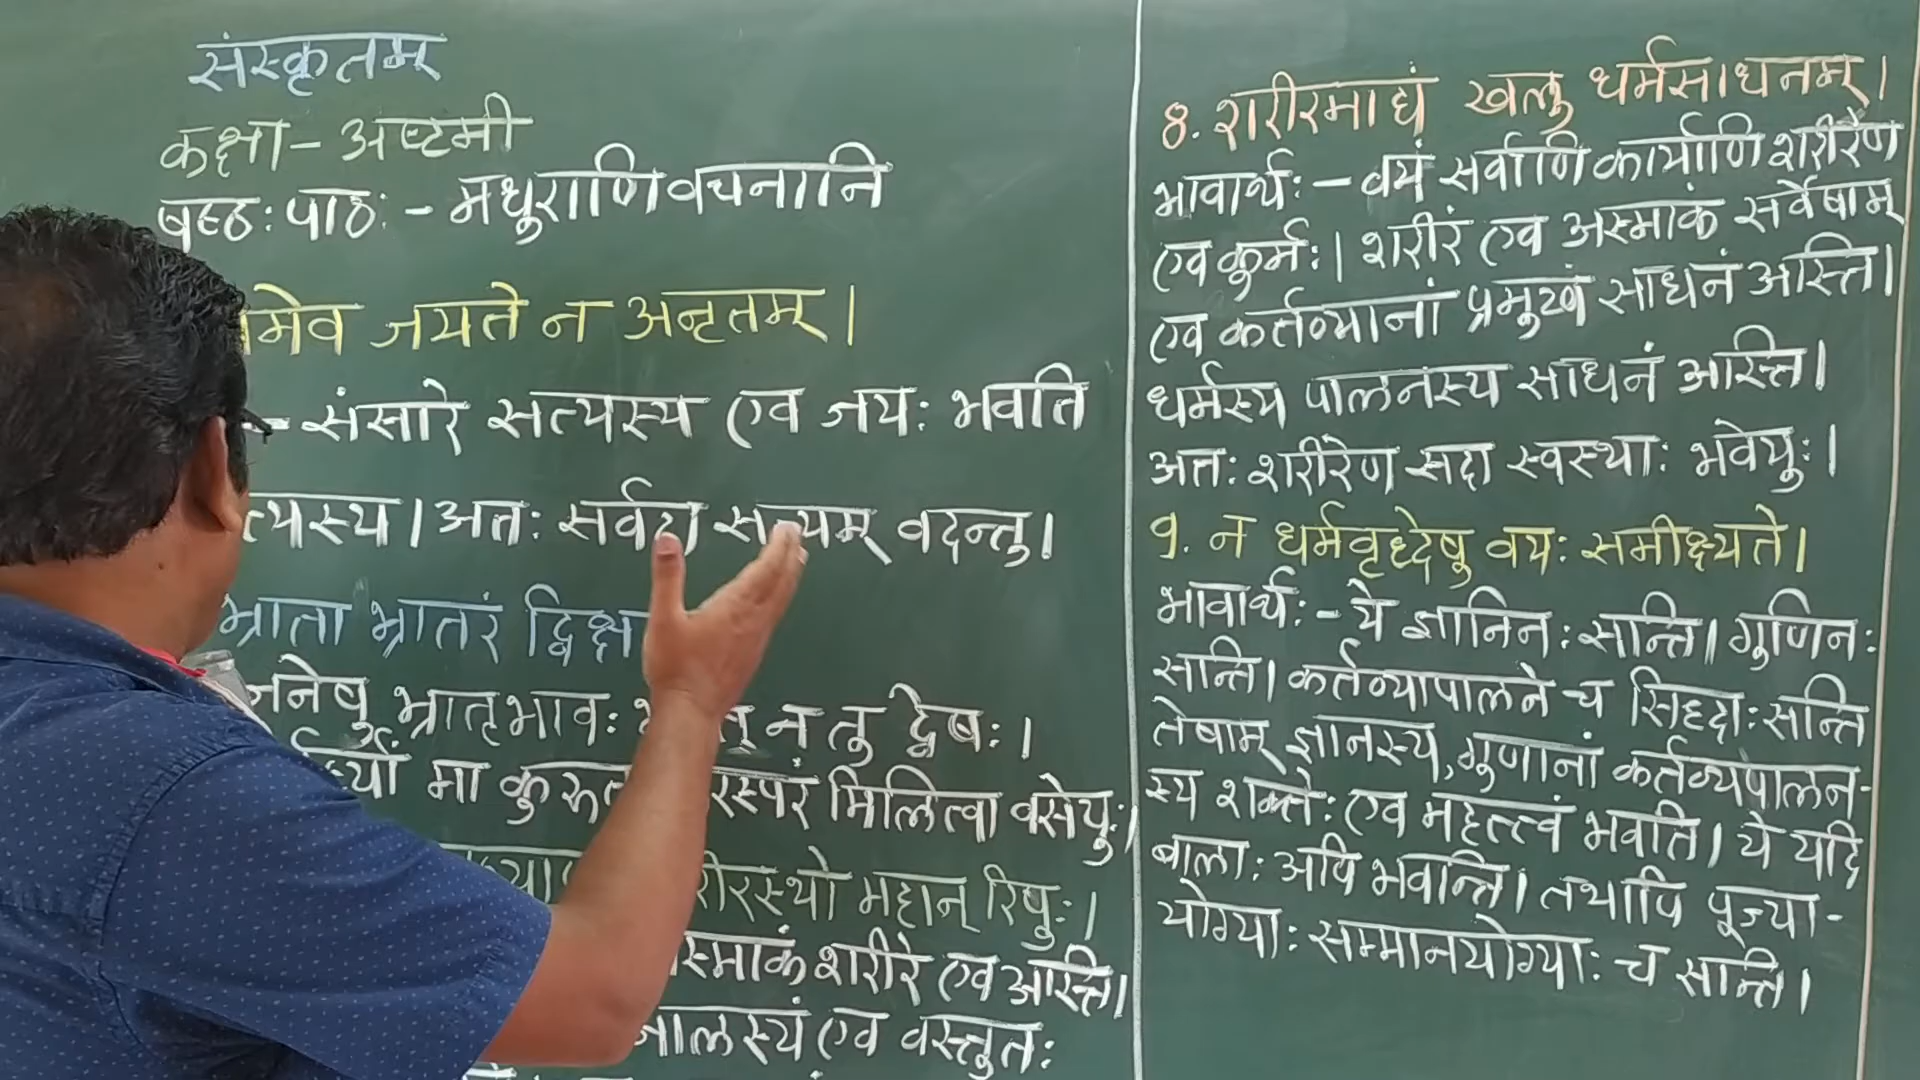 संस्कृतम्
कक्षा - अष्टमी
षष्ठ: पाठ: - मधुराणि वचनानि
मेव जयते न अनृतम् ।
- संसारे सत्यस्य एव जय: भवति
त्यस्य । अत: सर्वदा सत्यम् वदन्तु ।
भ्राता भ्रातरं द्विक्ष
जनेषु भ्रातृभाव: न तु द्वेष: ।
मा मिलित्वा वसेयु: ।
रीरस्थो महान् रिपु: ।
स्माकं शरीरे एव अस्ति ।
आलस्यं एव वस्तुत:
8. शरीरमाद्यं खलु धर्मसाधनम् ।
भावार्थ: - वयं सर्वाणि कार्याणि शरीरेण
एव कुर्म: । शरीरं एव अस्माकं सर्वेषाम्
एव कर्तव्यानां प्रमुखं साधनं अस्ति ।
धर्मस्य पालनस्य साधनं अस्ति ।
अत: शरीरेण सदा स्वस्था: भवेयु: ।
9. न धर्मवृध्देषु वय: समीक्ष्यते ।
भावार्थ: - ये ज्ञानिन: सन्ति । गुणिन:
सन्ति । कर्तव्यापालने च सिद्दा: सन्ति
तेषाम् ज्ञानस्य, गुणानां कर्तव्यपालन-
स्य शक्ते: एव महत्त्वं भवति । ये यदि
बाला: अपि भवन्ति । तथापि पूज्या-
योग्या: सम्मानयोग्या: च सन्ति ।